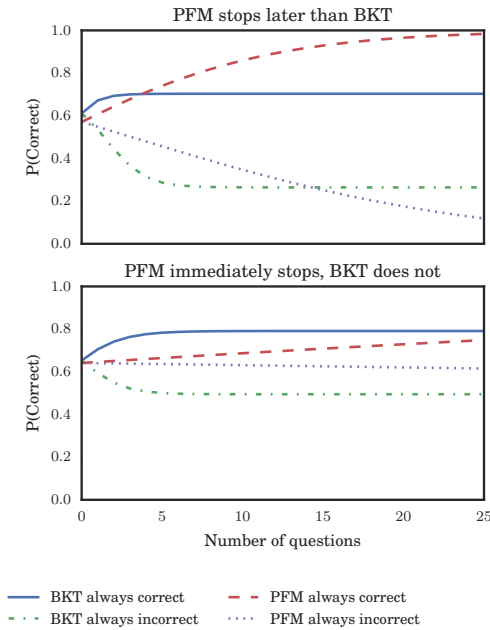 PFM stops later than BKT
1.0
0.8
0.6
0.4
0.2
0.0
P(Correct)
PFM immediately stops, BKT does not
1.0
0.8
0.6
0.4
0.2
0.0
P(Correct)
0 5 10 15 20 25
Number of questions
BKT always correct PFM always correct
BKT always incorrect PFM always incorrect